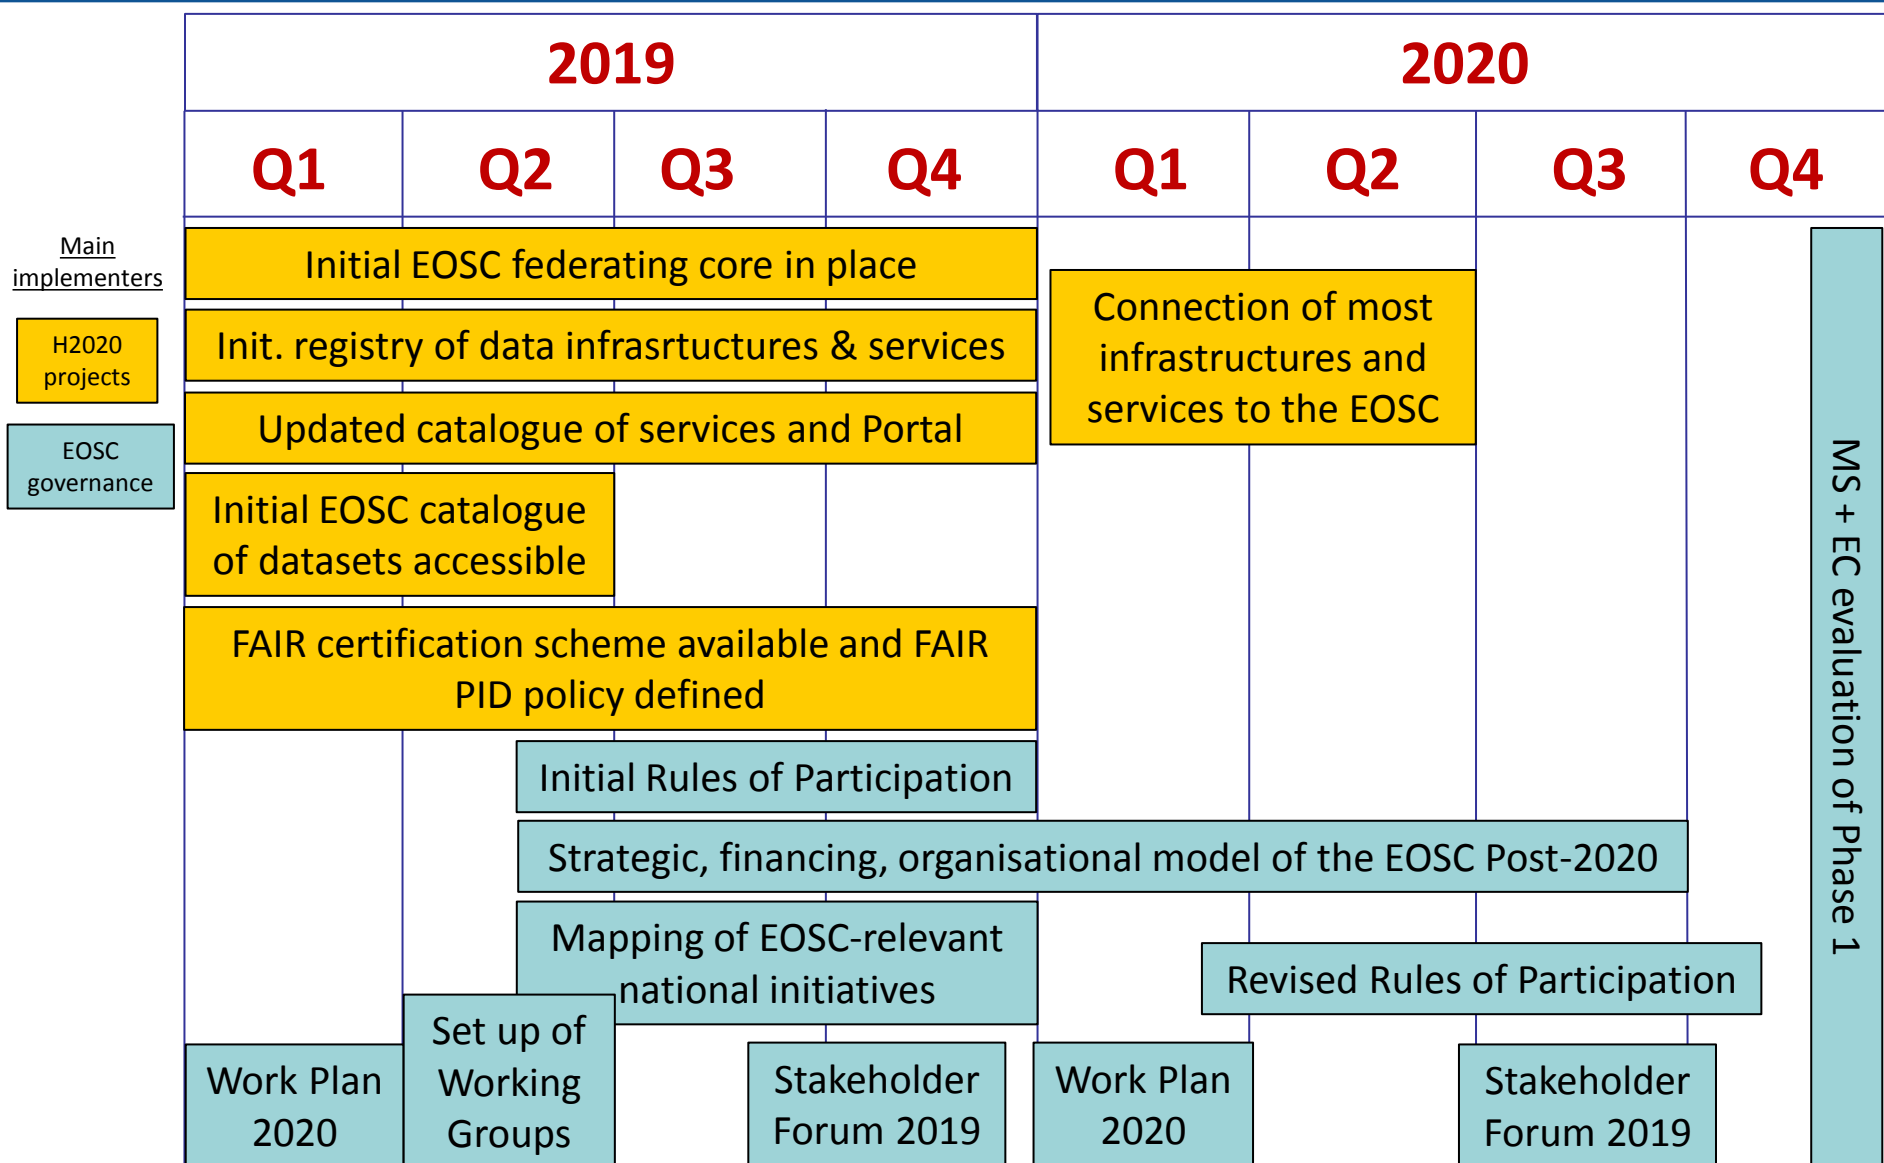 2019
2020
Q1
Q2
Q3
Q4
Q1
Q2
Q3
Q4
Main
implementers
H2020
projects
EOSC
governance
Initial EOSC federating core in place
Init. registry of data infrasrtuctures & services
Updated catalogue of services and Portal
Initial EOSC catalogue
of datasets accessible
FAIR certification scheme available and FAIR
PID policy defined
Connection of most
infrastructures and
services to the EOSC
Initial Rules of Participation
Strategic, financing, organisational model of the EOSC Post-2020
Mapping of EOSC-relevant
national initiatives
Revised Rules of Participation
Work Plan
2020
Set up of
Working
Groups
Stakeholder
Forum 2019
Work Plan
2020
Stakeholder
Forum 2019
MS + EC evaluation of Phase 1